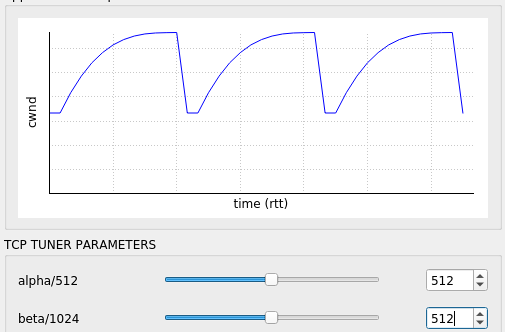 cwnd
time (rtt)
TCP TUNER PARAMETERS
alpha/512 512
beta/1024 512